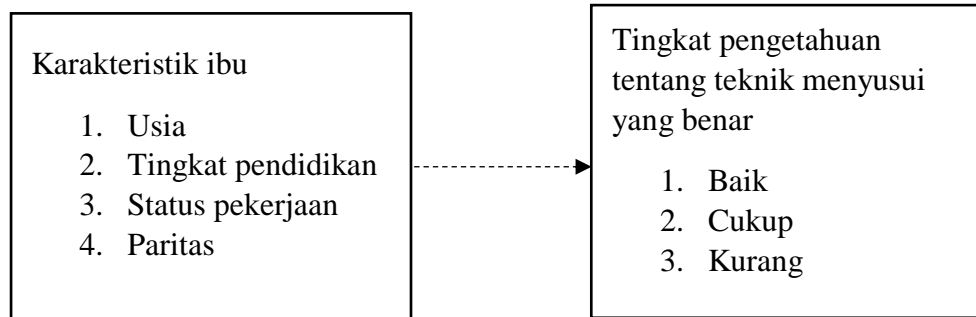 Karakteristik ibu
1. Usia
2. Tingkat pendidikan
3. Status pekerjaan
4. Paritas
Tingkat pengetahuan
tentang teknik menyusui
yang benar
1. Baik
2. Cukup
3. Kurang